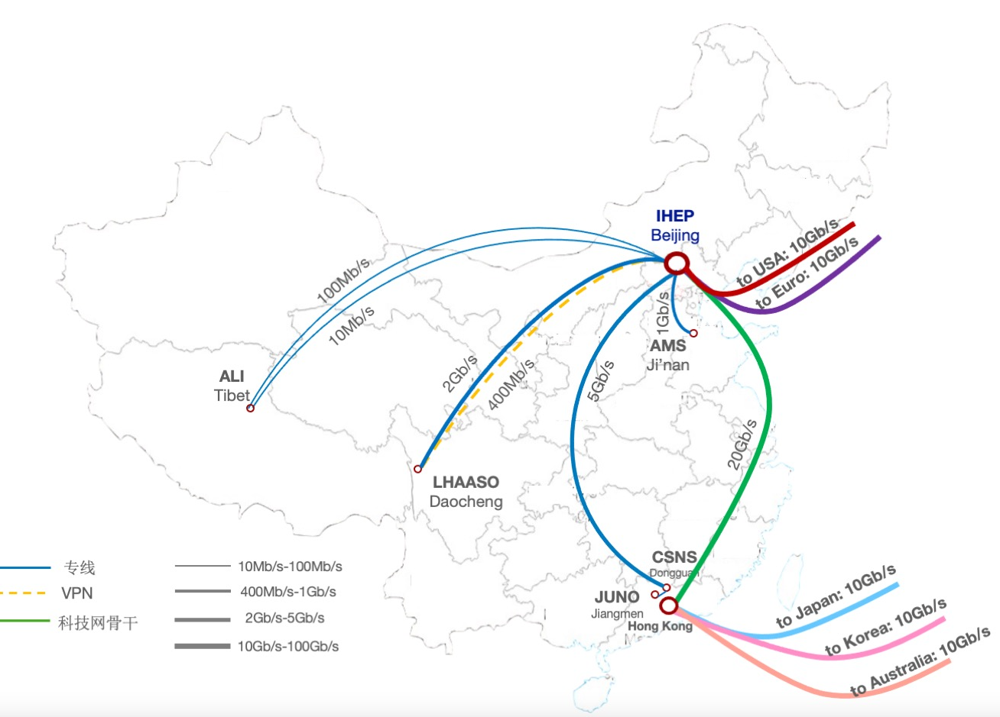 IHEP
Beijing
to USA: 10Gb/s
to Euro: 10Gb/s
100Mb/s
10Mb/s
1Gb/s
AMS
Ji’nan
2Gb/s
400Mb/s
5Gb/s
ALI
Tibet
20Gb/s
LHAASO
Daocheng
CSNS
Dongguan
JUNO
Jiangmen
Hong Kong
to Japan: 10Gb/s
to Korea: 10Gb/s
to Australia: 10Gb/s
专线
VPN
科技网骨干
10Mb/s-100Mb/s
400Mb/s-1Gb/s
2Gb/s-5Gb/s
10Gb/s-100Gb/s